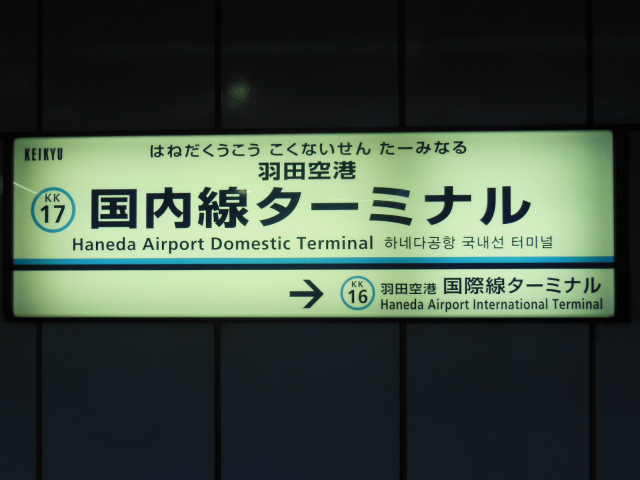 KEIKYU
はねだくうこう こくないせん たーみなる
羽田空港
KK
17
国内線ターミナル
Haneda Airport Domestic Terminal 하네다공항 국내선 터미널
→ KK
16
羽田空港 国際線ターミナル
Haneda Airport International Terminal